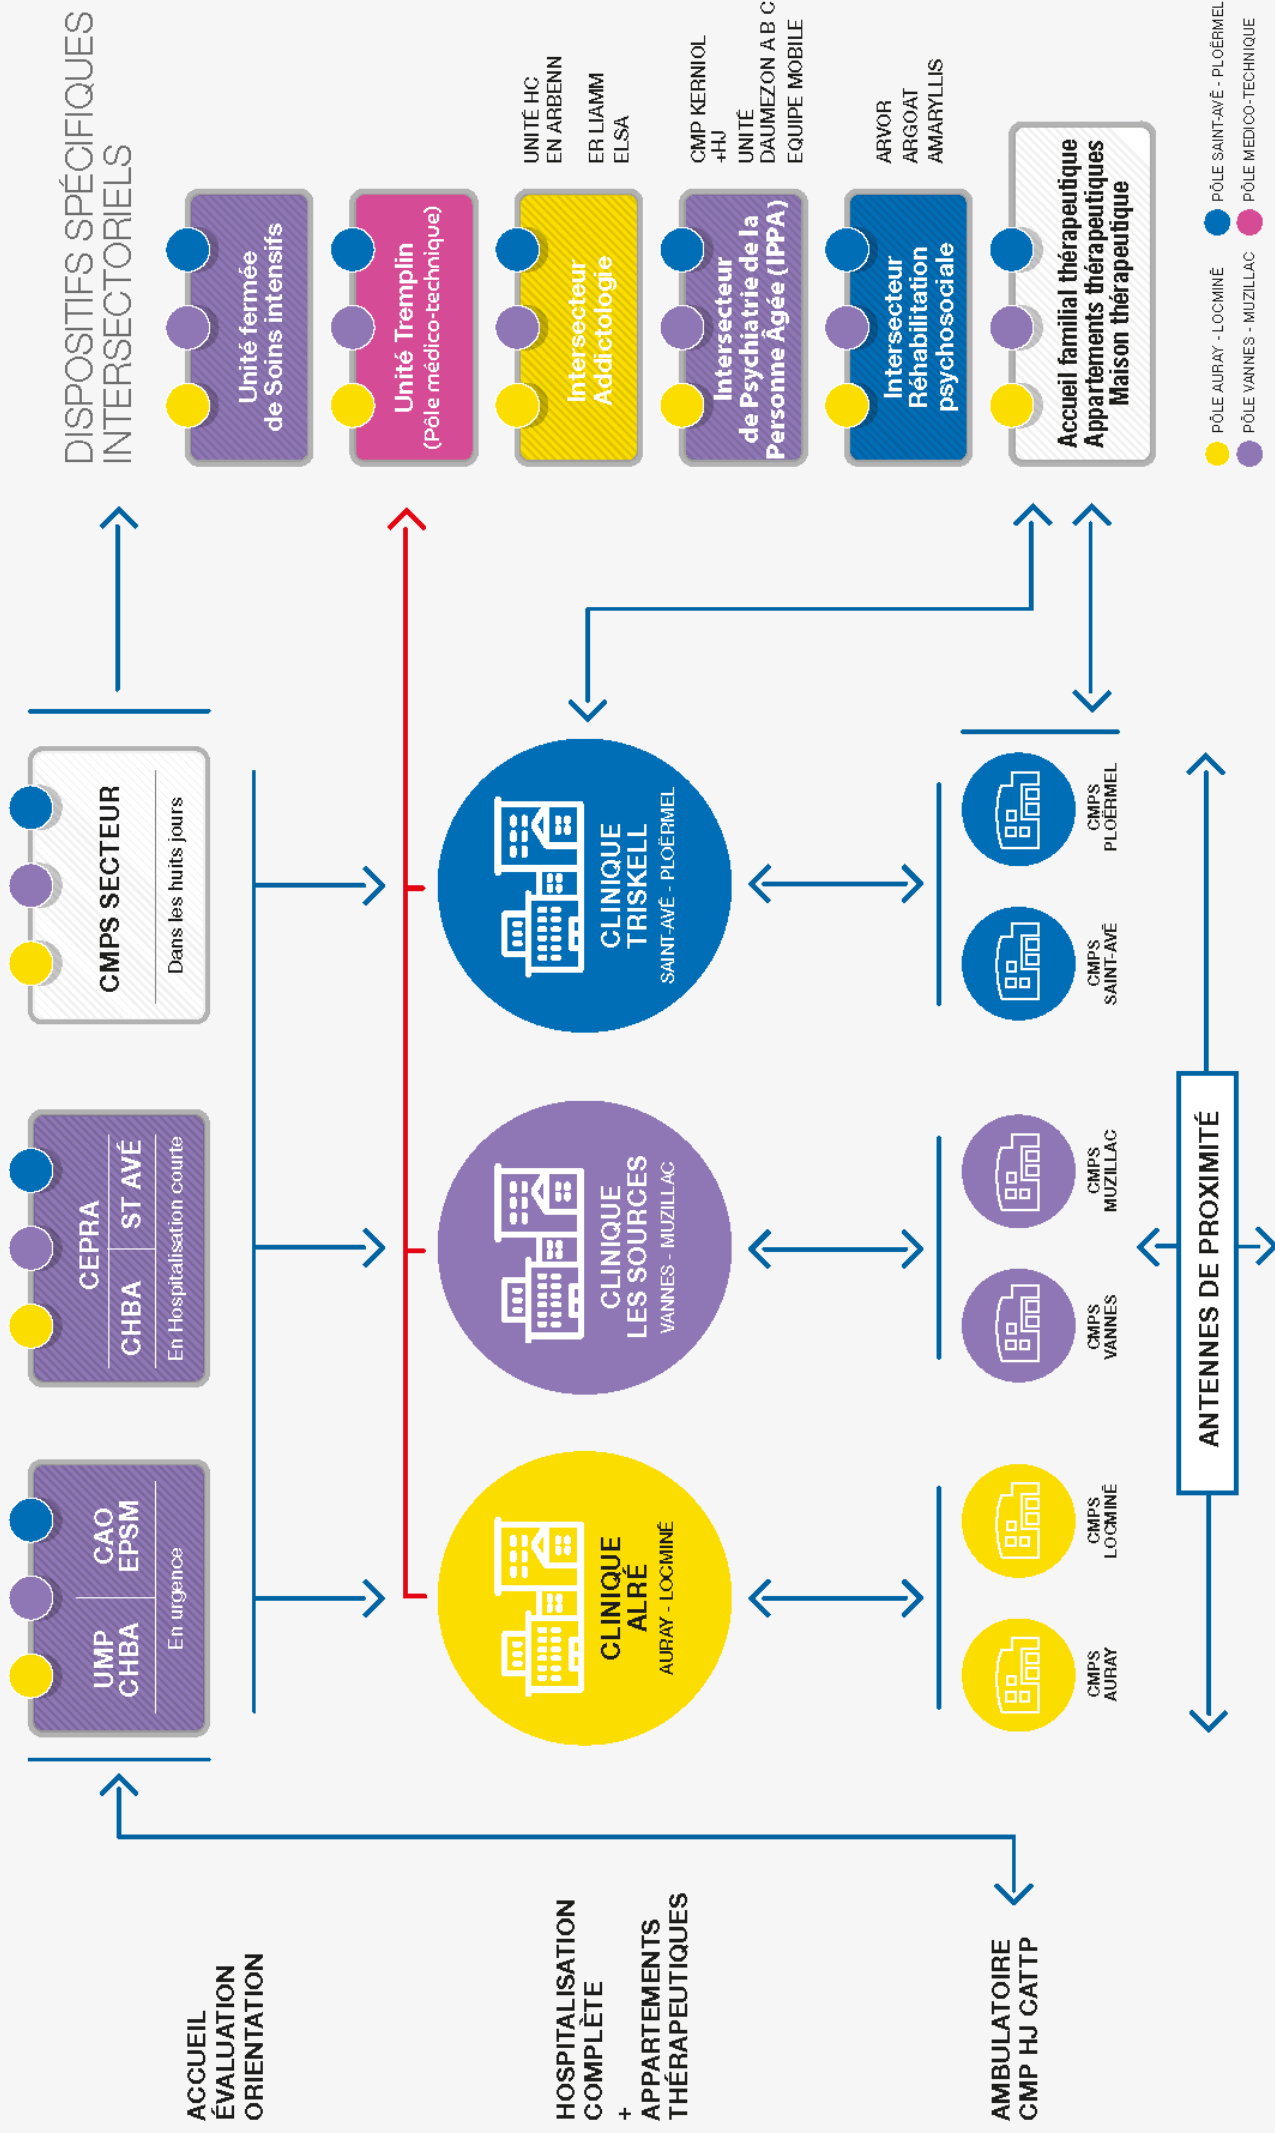 ACCUEIL
ÉVALUATION
ORIENTATION
UMP
CHBA
CAO
EPSM
En urgence
CEPRA
CHBA
ST AVÉ
En Hospitalisation courte
CMPS SECTEUR
Dans les huits jours
HOSPITALISATION
COMPLÈTE
+
APPARTEMENTS
THÉRAPEUTIQUES
CLINIQUE
ALRÉ
AURAY - LOCMINÉ
CLINIQUE
LES SOURCES
VANNES - MUZILLAC
CLINIQUE
TRISKELL
SAINT-AVÉ - PLOËRMEL
AMBULATOIRE
CMP HJ CATTP
CMPS
AURAY
CMPS
LOCMINÉ
CMPS
VANNES
CMPS
MUZILLAC
CMPS
SAINT-AVÉ
CMPS
PLOËRMEL
ANTENNES DE PROXIMITÉ
DISPOSITIFS SPÉCIFIQUES
INTERSECTORIELS
Unité fermée
de Soins intensifs
Unité Tremplin
(Pôle médico-technique)
Intersecteur
Addictologie
UNITÉ HC
EN ARBENN
ER LIAMM
ELSA
Intersecteur
de Psychiatrie de la
Personne Âgée (IPPA)
CMP KERNIOL
+HJ
UNITÉ
DAUMEZON A B C
EQUIPE MOBILE
Intersecteur
Réhabilitation
psychosociale
ARVOR
ARGOAT
AMARYLLIS
Accueil familial thérapeutique
Appartements thérapeutiques
Maison thérapeutique
PÔLE AURAY - LOCMINÉ
PÔLE SAINT-AVÉ - PLOËRMEL
PÔLE VANNES - MUZILLAC
PÔLE MEDICO-TECHNIQUE